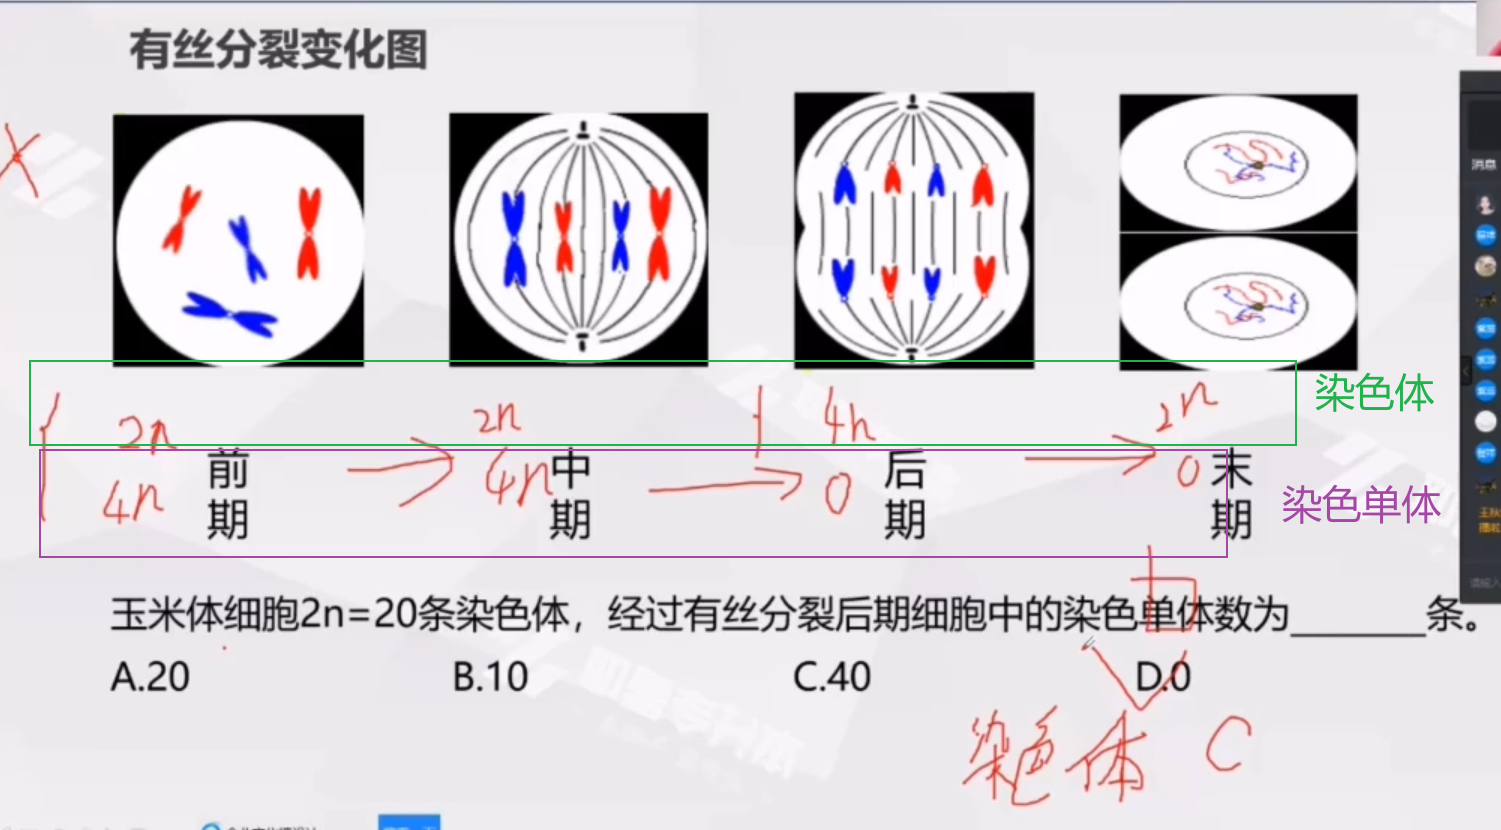 有丝分裂变化图
消息
染色体
2n
2n
4n
2n
4n
4n
0
0
前期
中期
后期
末期
染色单体
玉米体细胞2n=20条染色体，经过有丝分裂后期细胞中的染色单体数为______条。
A.20 B.10 C.40 D.0
染色体 C